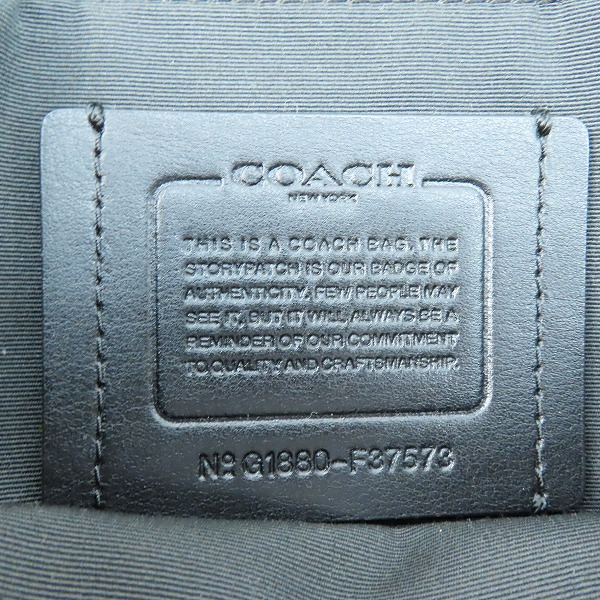 COACH
NEW YORK
THIS IS A COACH BAG. THE
STORYPATCH IS OUR BADGE OF
AUTHENTICITY. FEW PEOPLE MAY
SEE IT, BUT IT WILL ALWAYS BE A
REMINDER OF OUR COMMITMENT
TO QUALITY AND CRAFTSMANSHIP.
No G1880-F37573